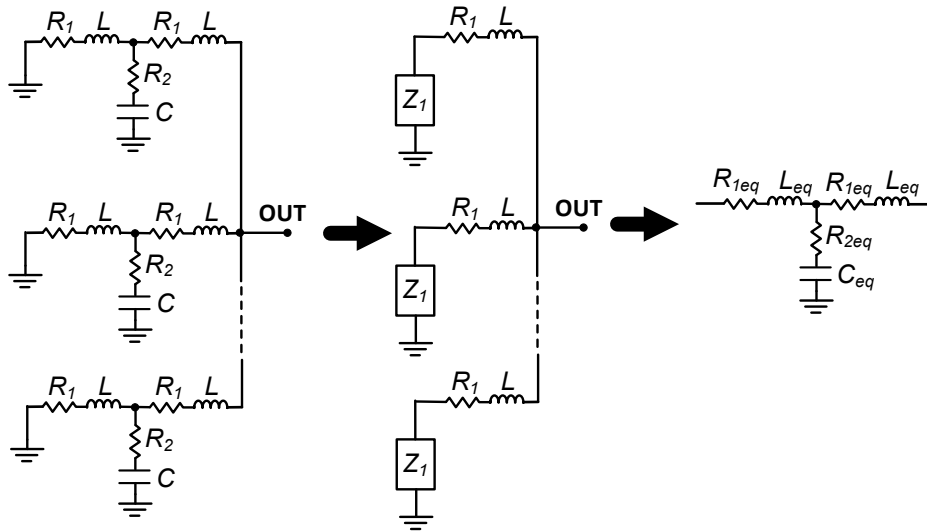 R1 L R1 L
R2
C
R1 L R1 L
OUT
R2
C
R1 L R1 L
R2
C
R1 L
Z1
R1 L
OUT
Z1
R1 L
Z1
R1eq Leq R1eq Leq
R2eq
Ceq